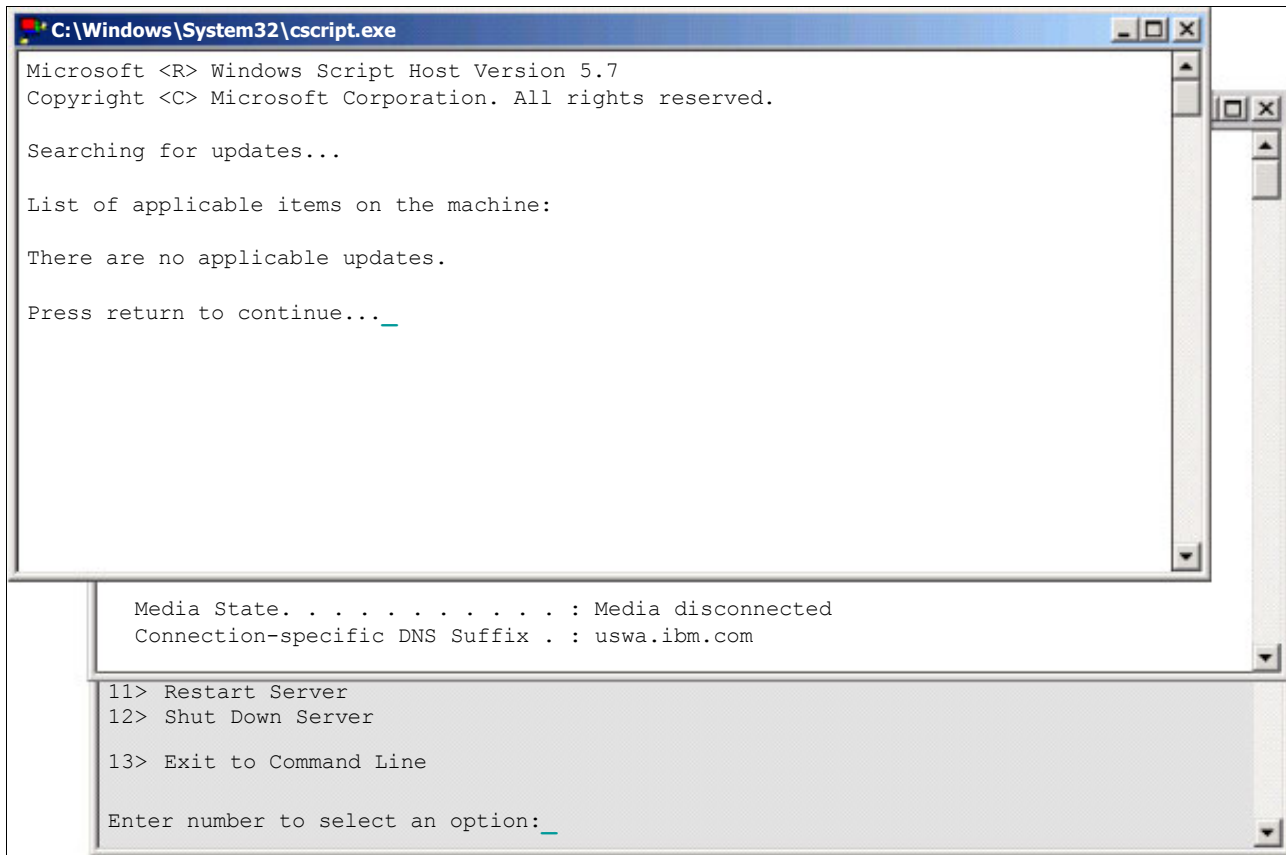 C:\Windows\System32\cscript.exe
Microsoft <R> Windows Script Host Version 5.7
Copyright <C> Microsoft Corporation. All rights reserved.
Searching for updates...
List of applicable items on the machine:
There are no applicable updates.
Press return to continue..._
Media State. . . . . . . . . . . : Media disconnected
Connection-specific DNS Suffix . : uswa.ibm.com
11> Restart Server
12> Shut Down Server
13> Exit to Command Line
Enter number to select an option:_